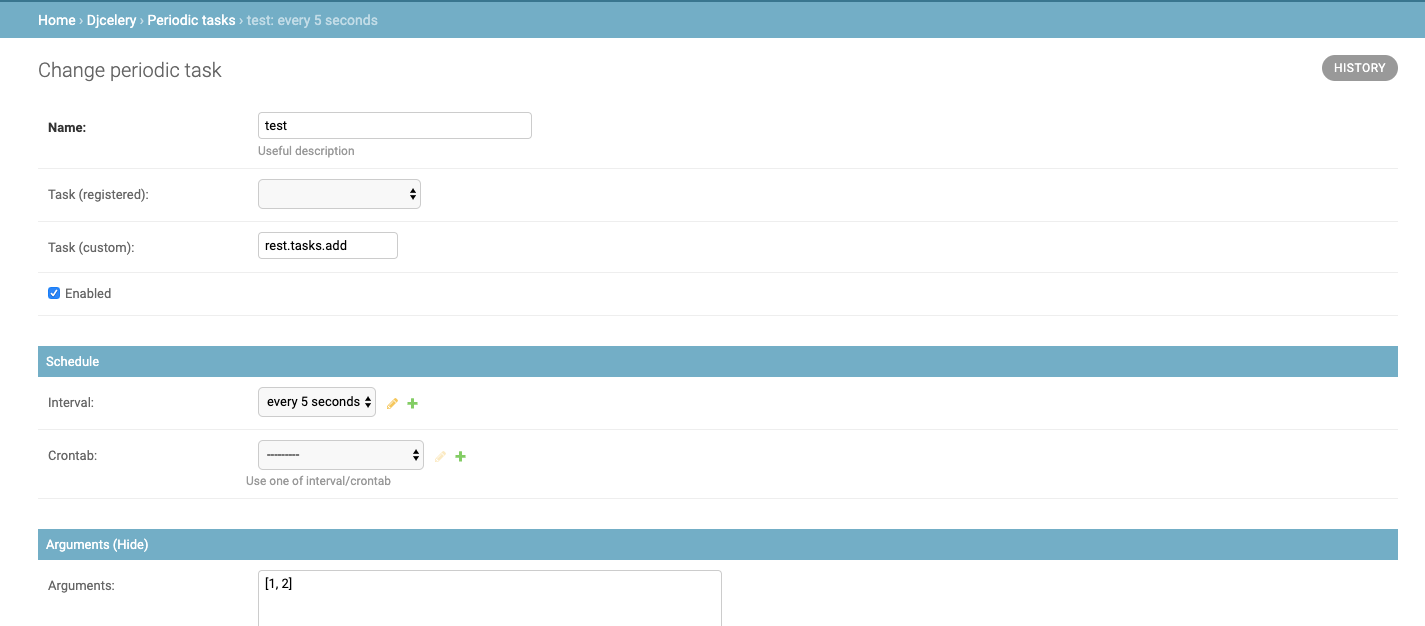 Home › Djcelery › Periodic tasks › test: every 5 seconds
Change periodic task
HISTORY
Name:
test
Useful description
Task (registered):
Task (custom):
rest.tasks.add
Enabled
Schedule
Interval:
every 5 seconds
Crontab:
---------
Use one of interval/crontab
Arguments (Hide)
Arguments:
[1, 2]